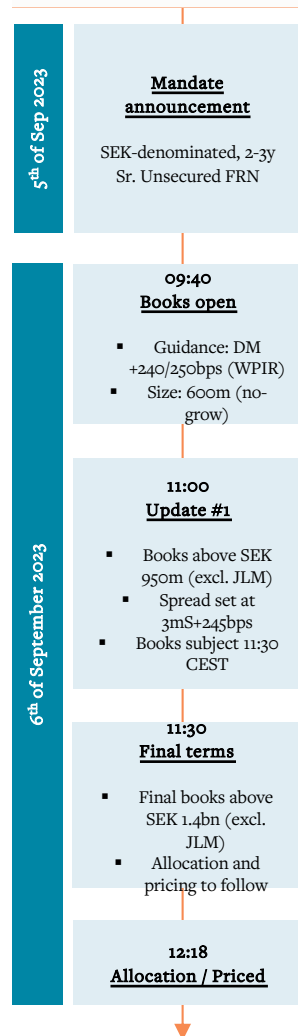 5th of Sep 2023
Mandate
announcement
SEK-denominated, 2-3y
Sr. Unsecured FRN
6th of September 2023
09:40
Books open
▪ Guidance: DM
+240/250bps (WPIR)
▪ Size: 600m (no-
grow)
11:00
Update #1
▪ Books above SEK
950m (excl. JLM)
▪ Spread set at
3mS+245bps
▪ Books subject 11:30
CEST
11:30
Final terms
▪ Final books above
SEK 1.4bn (excl.
JLM)
▪ Allocation and
pricing to follow
12:18
Allocation / Priced